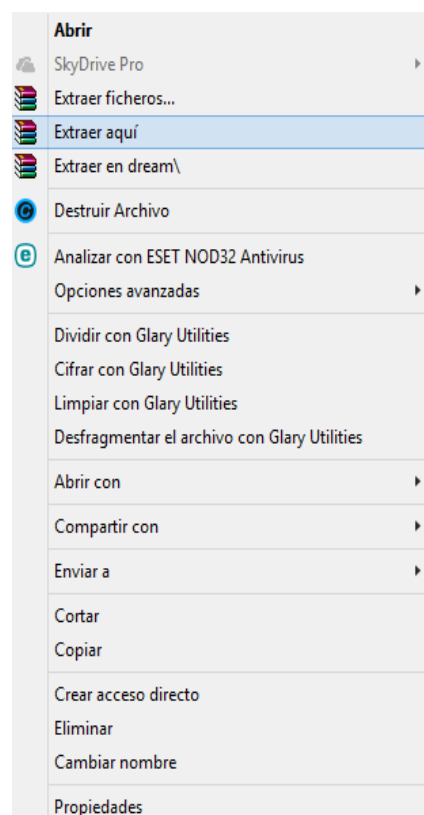 Abrir
SkyDrive Pro
Extraer ficheros...
Extraer aquí
Extraer en dream\
Destruir Archivo
Analizar con ESET NOD32 Antivirus
Opciones avanzadas
Dividir con Glary Utilities
Cifrar con Glary Utilities
Limpiar con Glary Utilities
Desfragmentar el archivo con Glary Utilities
Abrir con
Compartir con
Enviar a
Cortar
Copiar
Crear acceso directo
Eliminar
Cambiar nombre
Propiedades